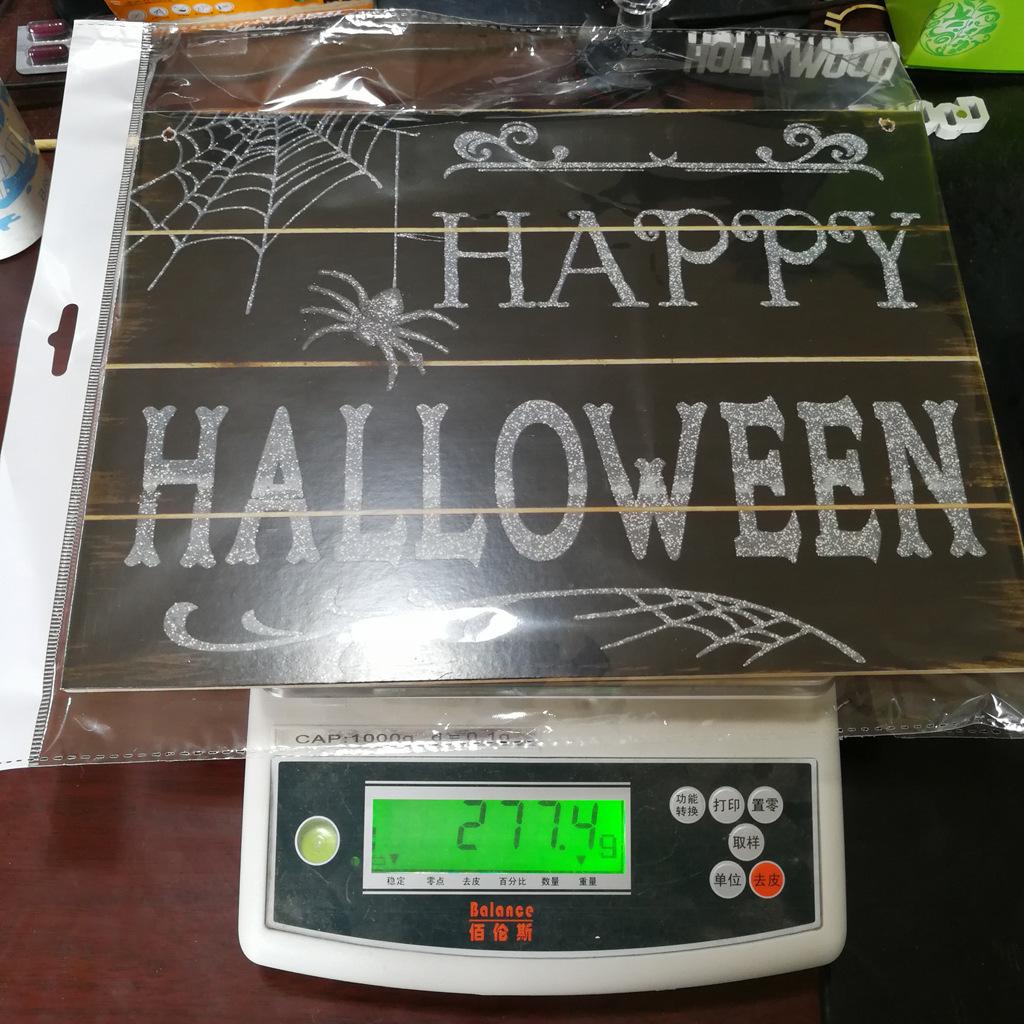 HOLLYWOOD
HAPPY
HALLOWEEN
CAP:1000g d=0.1g
277.4g
功能转换
打印
置零
取样
单位
去皮
稳定 零点 去皮 百分比 数量 重量
Balance
佰伦斯